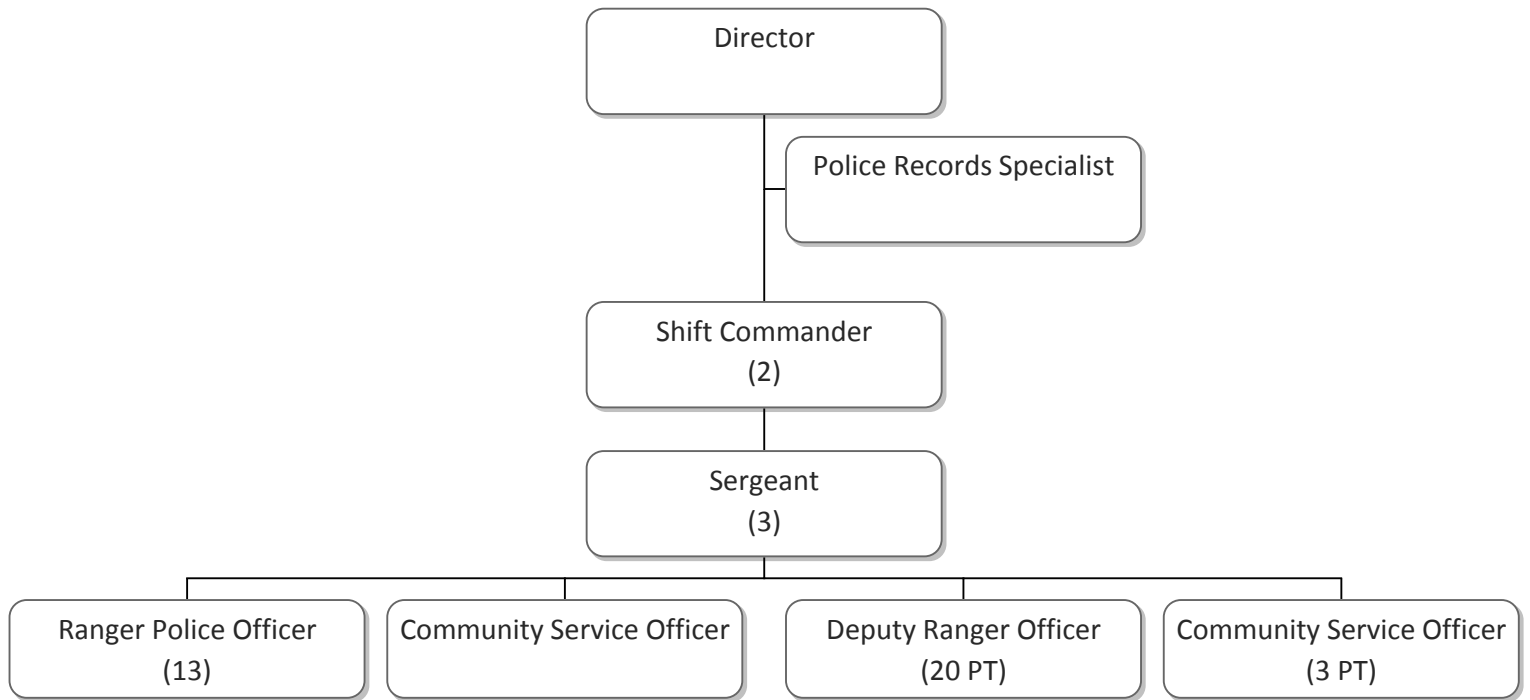 Director
Police Records Specialist
Shift Commander
(2)
Sergeant
(3)
Ranger Police Officer
(13)
Community Service Officer
Deputy Ranger Officer
(20 PT)
Community Service Officer
(3 PT)